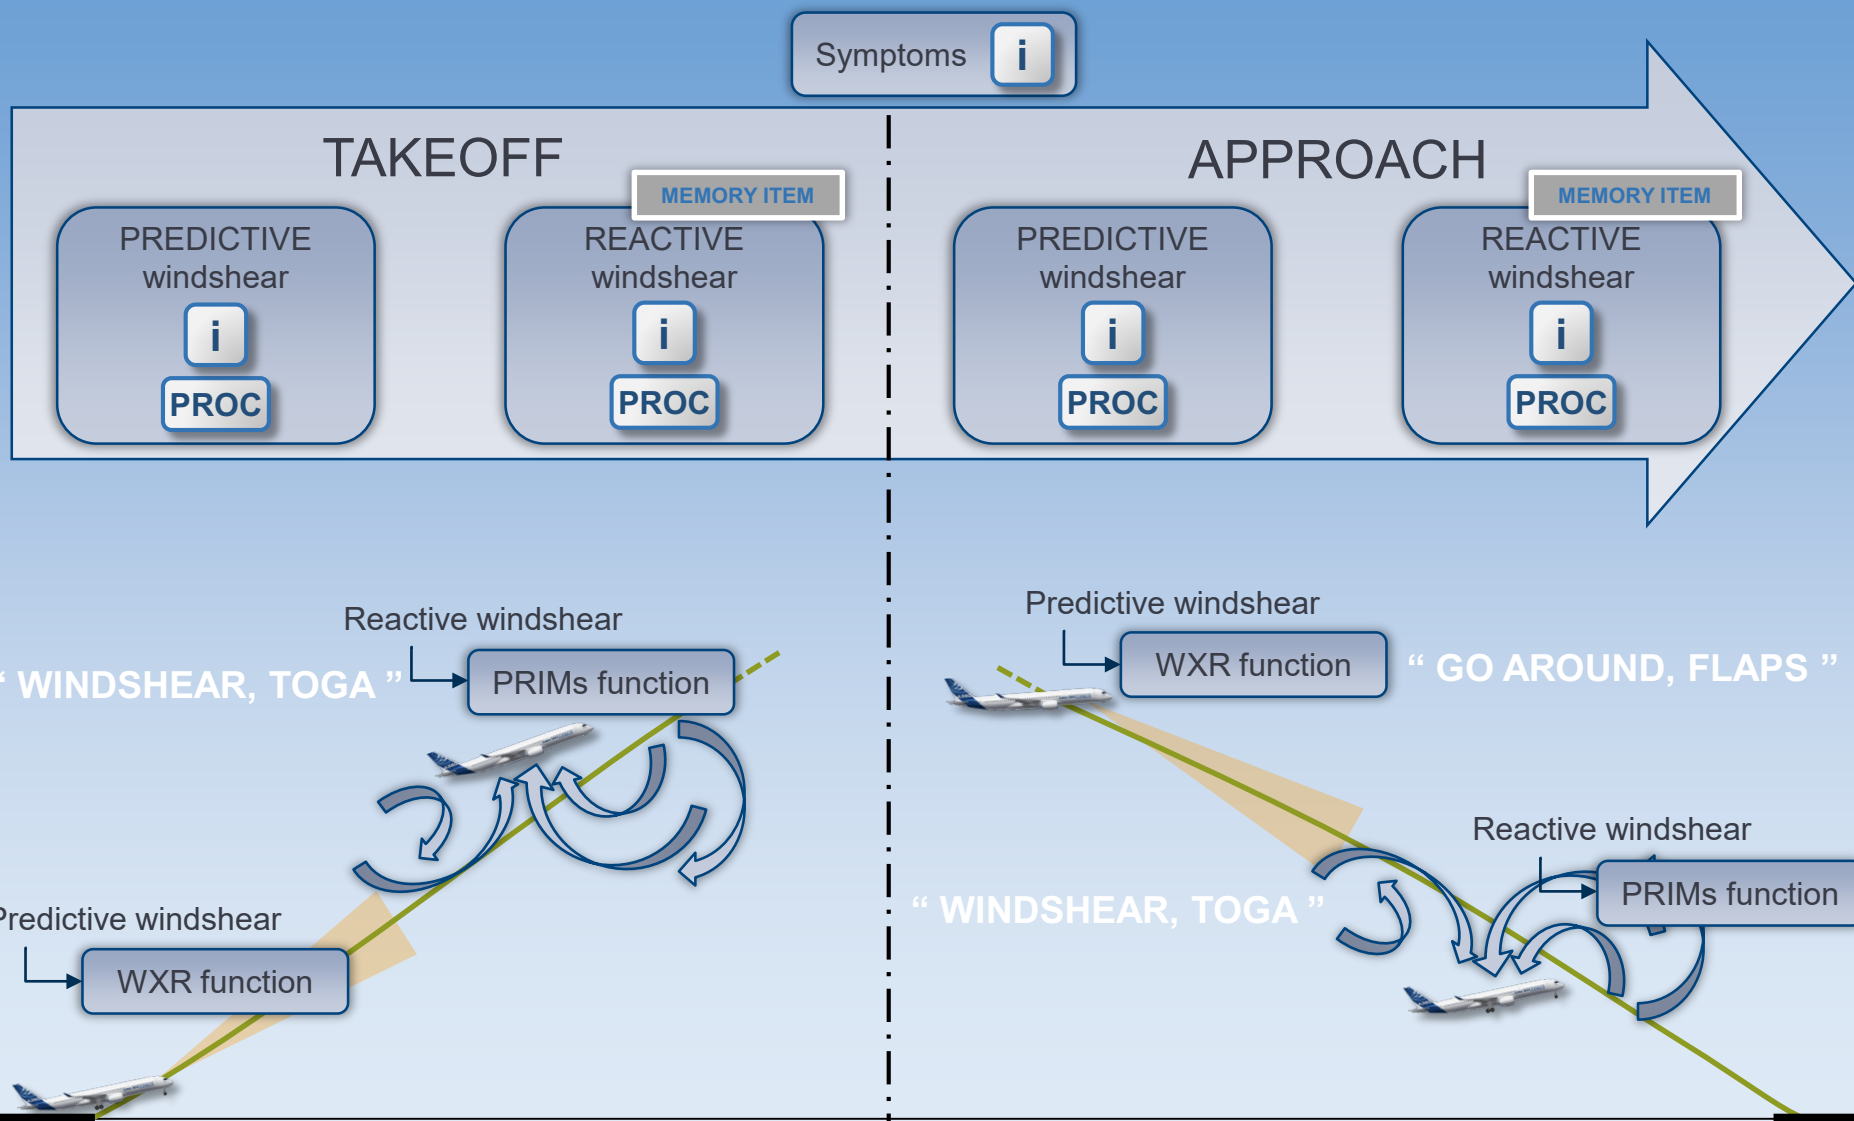 Symptoms i
TAKEOFF
MEMORY ITEM
PREDICTIVE
windshear
i
PROC
REACTIVE
windshear
i
PROC
APPROACH
MEMORY ITEM
PREDICTIVE
windshear
i
PROC
REACTIVE
windshear
i
PROC
Reactive windshear
“ WINDSHEAR, TOGA ”
PRIMs function
Predictive windshear
WXR function
Predictive windshear
WXR function
“ GO AROUND, FLAPS ”
Reactive windshear
PRIMs function
“ WINDSHEAR, TOGA ”